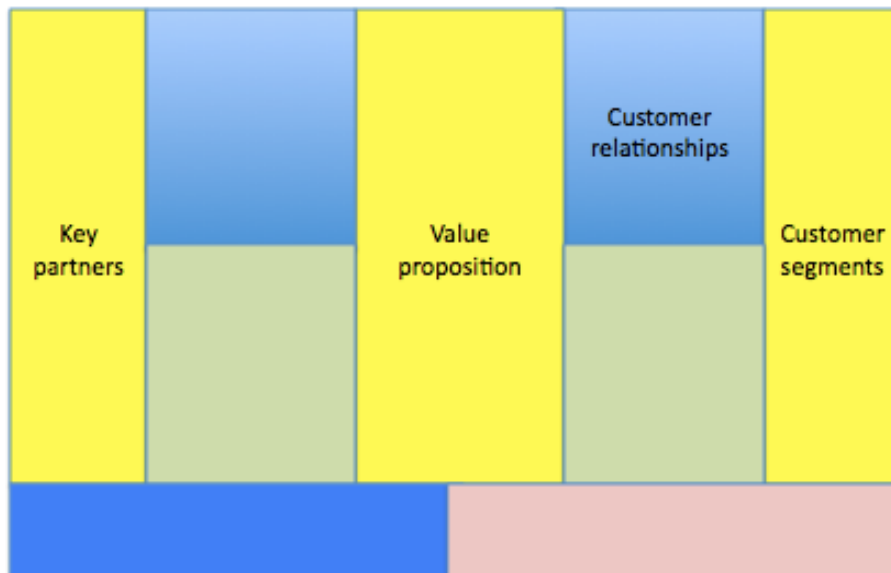 Customer
relationships
Key
partners
Value
proposition
Customer
segments